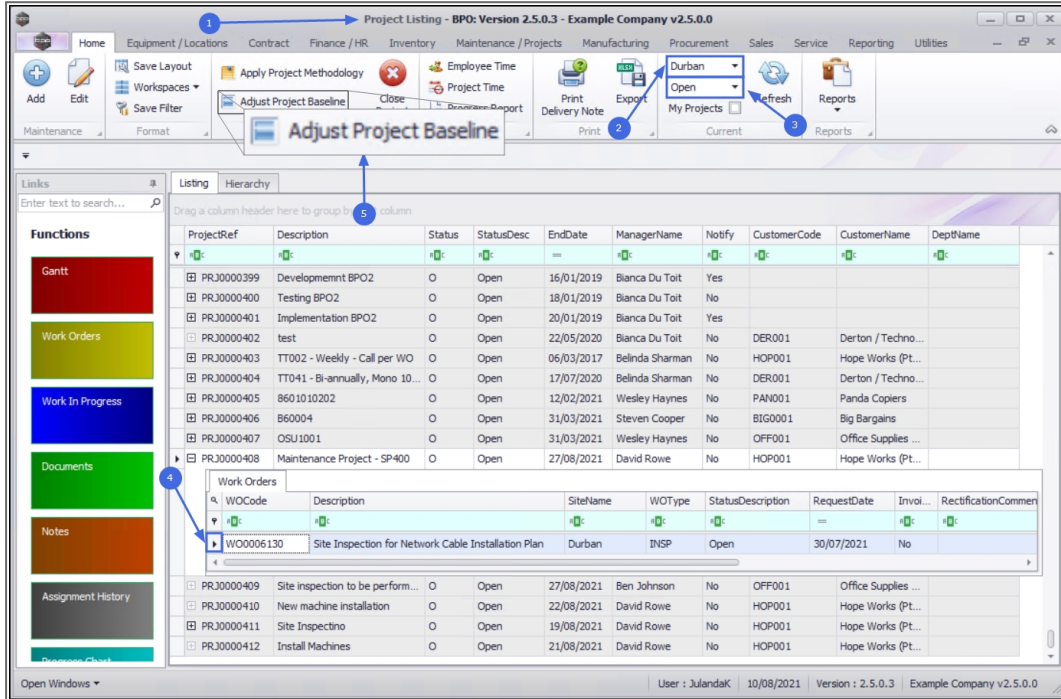 Project Listing - BPO: Version 2.5.0.3 - Example Company v2.5.0.0
1
Home Equipment / Locations Contract Finance / HR Inventory Maintenance / Projects Manufacturing Procurement Sales Service Reporting Utilities
Add
Edit
Maintenance
Save Layout
Workspaces
Save Filter
Format
Apply Project Methodology
Adjust Project Baseline
Close
Employee Time
Project Time
Progress Report
Print
Delivery Note
Export
Print
Durban
Open
My Projects
Refresh
Current
Reports
Reports
2
3
Adjust Project Baseline
5
Links
Enter text to search...
Functions
Gantt
Work Orders
Work In Progress
Documents
Notes
Assignment History
Progress Chart
Listing Hierarchy
Drag a column header here to group by column
ProjectRef Description Status StatusDesc EndDate ManagerName Notify CustomerCode CustomerName DeptName
PRJ0000399 Developmemnt BPO2 O Open 16/01/2019 Bianca Du Toit Yes
PRJ0000400 Testing BPO2 O Open 18/01/2019 Bianca Du Toit No
PRJ0000401 Implementation BPO2 O Open 20/01/2019 Bianca Du Toit Yes
PRJ0000402 test O Open 22/05/2020 Bianca Du Toit No DER001 Derton / Techno...
PRJ0000403 TT002 - Weekly - Call per WO O Open 06/03/2017 Belinda Sharman No HOP001 Hope Works (Pt...
PRJ0000404 TT041 - Bi-annually, Mono 10... O Open 17/07/2020 Belinda Sharman No DER001 Derton / Techno...
PRJ0000405 8601010202 O Open 12/02/2021 Wesley Haynes No PAN001 Panda Copiers
PRJ0000406 B60004 O Open 31/03/2021 Steven Cooper No BIG0001 Big Bargains
PRJ0000407 OSU1001 O Open 31/03/2021 Wesley Haynes No OFF001 Office Supplies ...
PRJ0000408 Maintenance Project - SP400 O Open 27/08/2021 David Rowe No HOP001 Hope Works (Pt...
4
Work Orders
WOCode Description SiteName WOType StatusDescription RequestDate Invoi... RectificationCommen
WO0006130 Site Inspection for Network Cable Installation Plan Durban INSP Open 30/07/2021 No
PRJ0000409 Site inspection to be perform... O Open 27/08/2021 Ben Johnson No OFF001 Office Supplies ...
PRJ0000410 New machine installation O Open 22/08/2021 David Rowe No HOP001 Hope Works (Pt...
PRJ0000411 Site Inspectino O Open 19/08/2021 David Rowe No HOP001 Hope Works (Pt...
PRJ0000412 Install Machines O Open 21/08/2021 David Rowe No HOP001 Hope Works (Pt...
Open Windows User : JulandaK 10/08/2021 Version : 2.5.0.3 Example Company v2.5.0.0